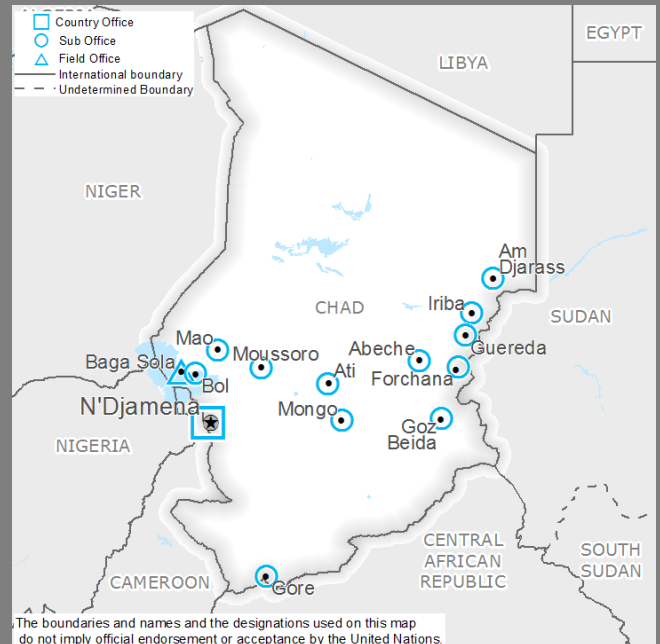 ALGERIA
Country Office
Sub Office
Field Office
International boundary
Undetermined Boundary
EGYPT
LIBYA
NIGER
Am
Djarass
CHAD
Iriba
SUDAN
Mao
Guereda
Baga Sola
Moussoro
Abeche
Ati
Forchana
Bol
N'Djamena
Mongo
Goz
Beida
NIGERIA
CENTRAL
AFRICAN
REPUBLIC
SOUTH
SUDAN
CAMEROON
Gore
The boundaries and names and the designations used on this map
do not imply official endorsement or acceptance by the United Nations.